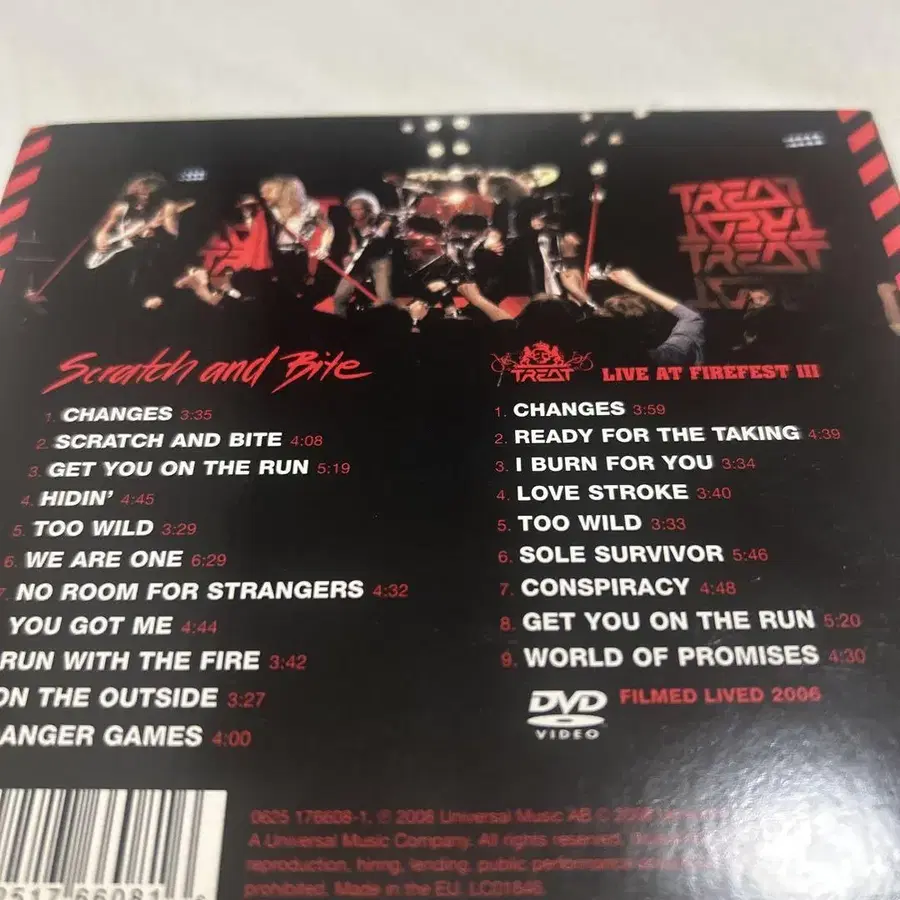 TREAT
TREAT
Scratch and Bite
1. CHANGES 3:35
2. SCRATCH AND BITE 4:08
3. GET YOU ON THE RUN 5:19
4. HIDIN' 4:45
5. TOO WILD 3:29
6. WE ARE ONE 6:29
7. NO ROOM FOR STRANGERS 4:32
YOU GOT ME 4:44
RUN WITH THE FIRE 3:42
ON THE OUTSIDE 3:27
ANGER GAMES 4:00
TREAT LIVE AT FIREFEST III
1. CHANGES 3:59
2. READY FOR THE TAKING 4:39
3. I BURN FOR YOU 3:34
4. LOVE STROKE 3:40
5. TOO WILD 3:33
6. SOLE SURVIVOR 5:46
7. CONSPIRACY 4:48
8. GET YOU ON THE RUN 5:20
9. WORLD OF PROMISES 4:30
DVD VIDEO FILMED LIVED 2006
0625 176608-1. ℗ 2008 Universal Music AB ©
A Universal Music Company. All rights reserved.
reproduction, hiring, lending, public performance
prohibited. Made in the EU. LC01846.
2517 66081